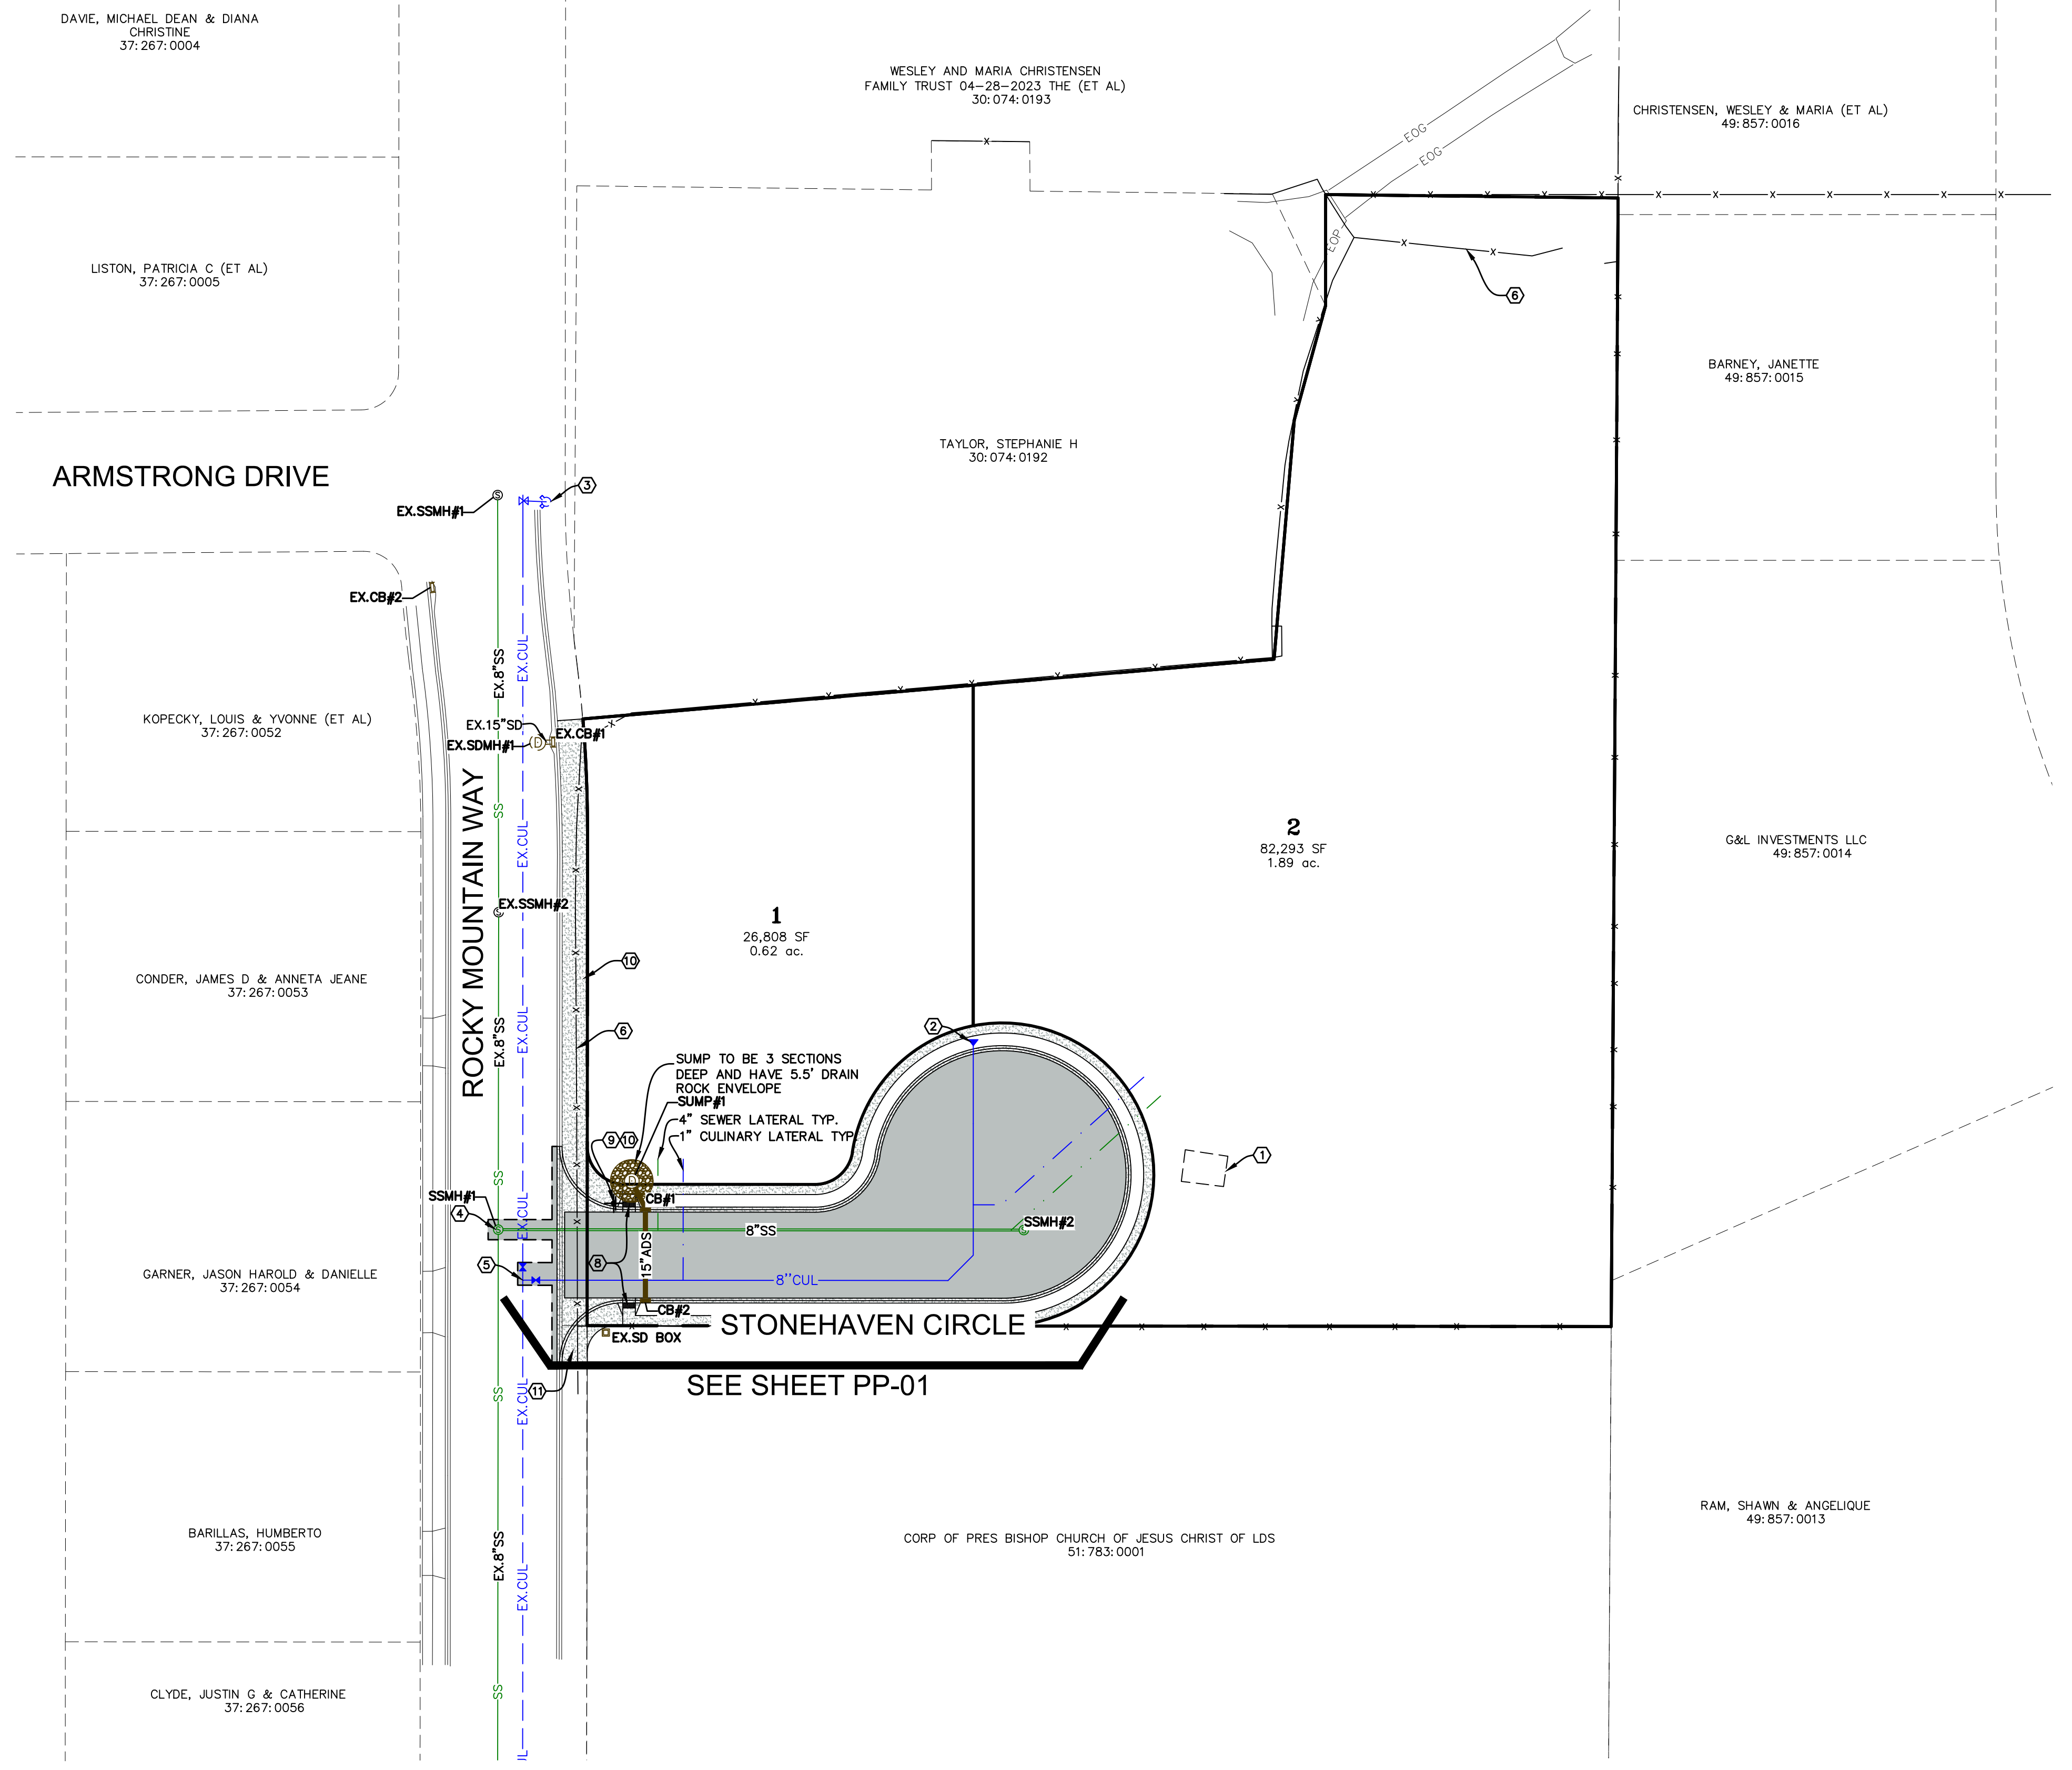 DAVIE, MICHAEL DEAN & DIANA
CHRISTINE
37:267:0004
WESLEY AND MARIA CHRISTENSEN
FAMILY TRUST 04-28-2023 THE (ET AL)
30:074:0193
CHRISTENSEN, WESLEY & MARIA (ET AL)
49:857:0016
EOG
EOG
EOP
LISTON, PATRICIA C (ET AL)
37:267:0005
6
BARNEY, JANETTE
49:857:0015
TAYLOR, STEPHANIE H
30:074:0192
ARMSTRONG DRIVE
3
EX.SSMH#1
EX.CB#2
EX.8"SS
EX.CUL
KOPECKY, LOUIS & YVONNE (ET AL)
37:267:0052
EX.15"SD
EX.CB#1
EX.SDMH#1
D
ROCKY MOUNTAIN WAY
SS
EX.CUL
2
82,293 SF
1.89 ac.
G&L INVESTMENTS LLC
49:857:0014
EX.SSMH#2
1
26,808 SF
0.62 ac.
10
CONDER, JAMES D & ANNETA JEANE
37:267:0053
EX.8"SS
EX.CUL
6
2
SUMP TO BE 3 SECTIONS
DEEP AND HAVE 5.5' DRAIN
ROCK ENVELOPE
SUMP#1
4" SEWER LATERAL TYP.
1" CULINARY LATERAL TYP.
9
10
1
SS
D
SSMH#1
CB#1
4
EX.CUL
8"SS
SSMH#2
15"ADS
5
8
8''CUL
GARNER, JASON HAROLD & DANIELLE
37:267:0054
CB#2
STONEHAVEN CIRCLE
EX.SD BOX
SEE SHEET PP-01
11
SS
EX.CUL
BARILLAS, HUMBERTO
37:267:0055
EX.8"SS
EX.CUL
CORP OF PRES BISHOP CHURCH OF JESUS CHRIST OF LDS
51:783:0001
RAM, SHAWN & ANGELIQUE
49:857:0013
CLYDE, JUSTIN G & CATHERINE
37:267:0056
SS